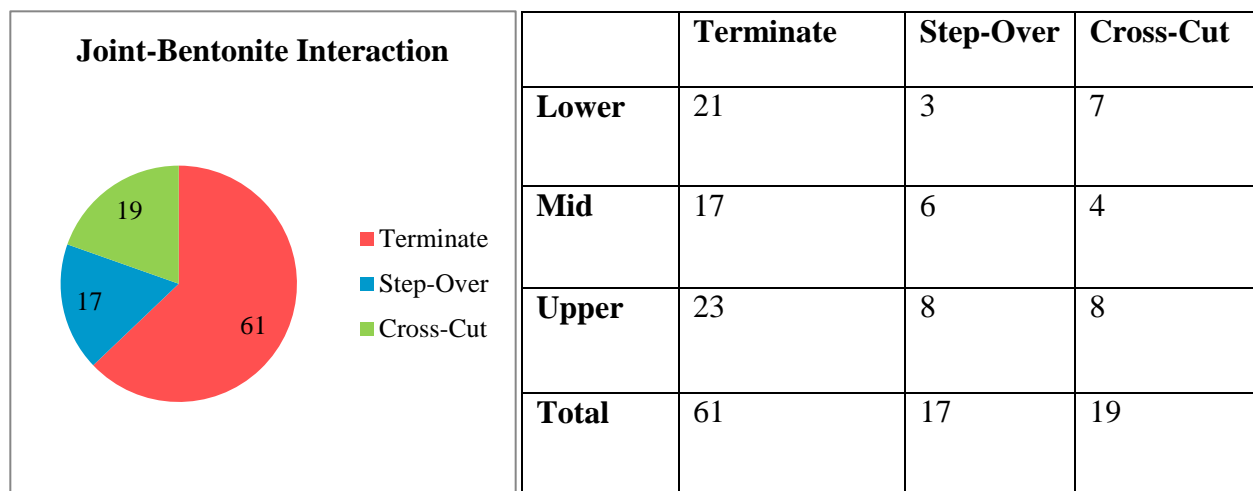 Joint-Bentonite Interaction
19
17
61
Terminate
Step-Over
Cross-Cut
Terminate Step-Over Cross-Cut
Lower 21 3 7
Mid 17 6 4
Upper 23 8 8
Total 61 17 19